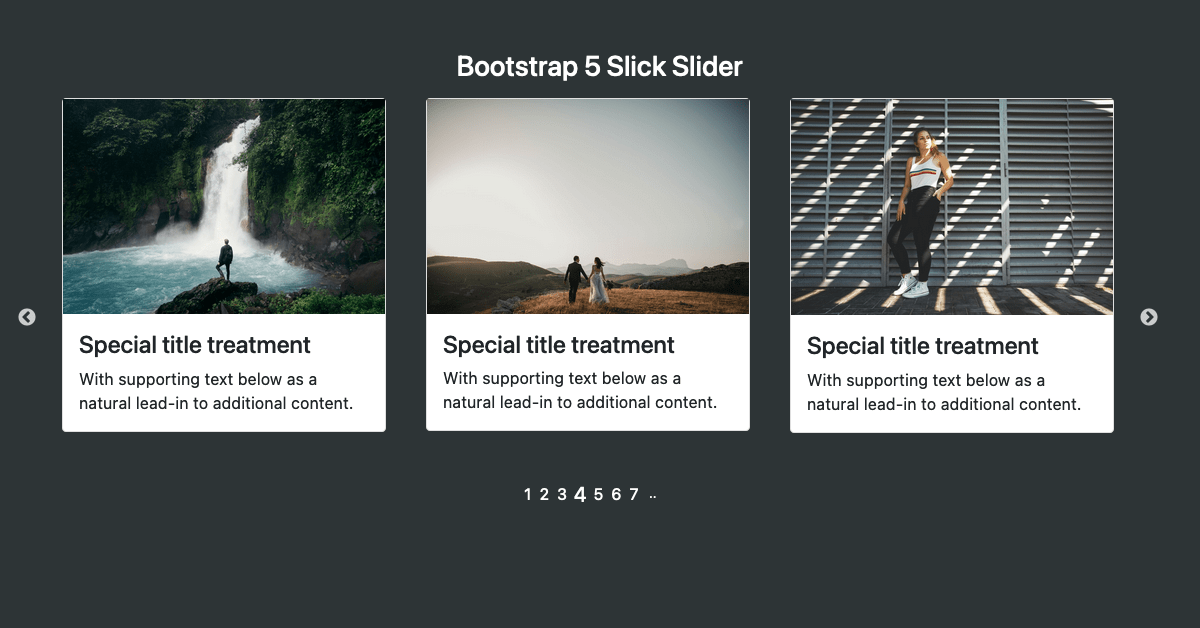 Bootstrap 5 Slick Slider
Special title treatment
With supporting text below as a
natural lead-in to additional content.
Special title treatment
With supporting text below as a
natural lead-in to additional content.
Special title treatment
With supporting text below as a
natural lead-in to additional content.
1 2 3 4 5 6 7 ..